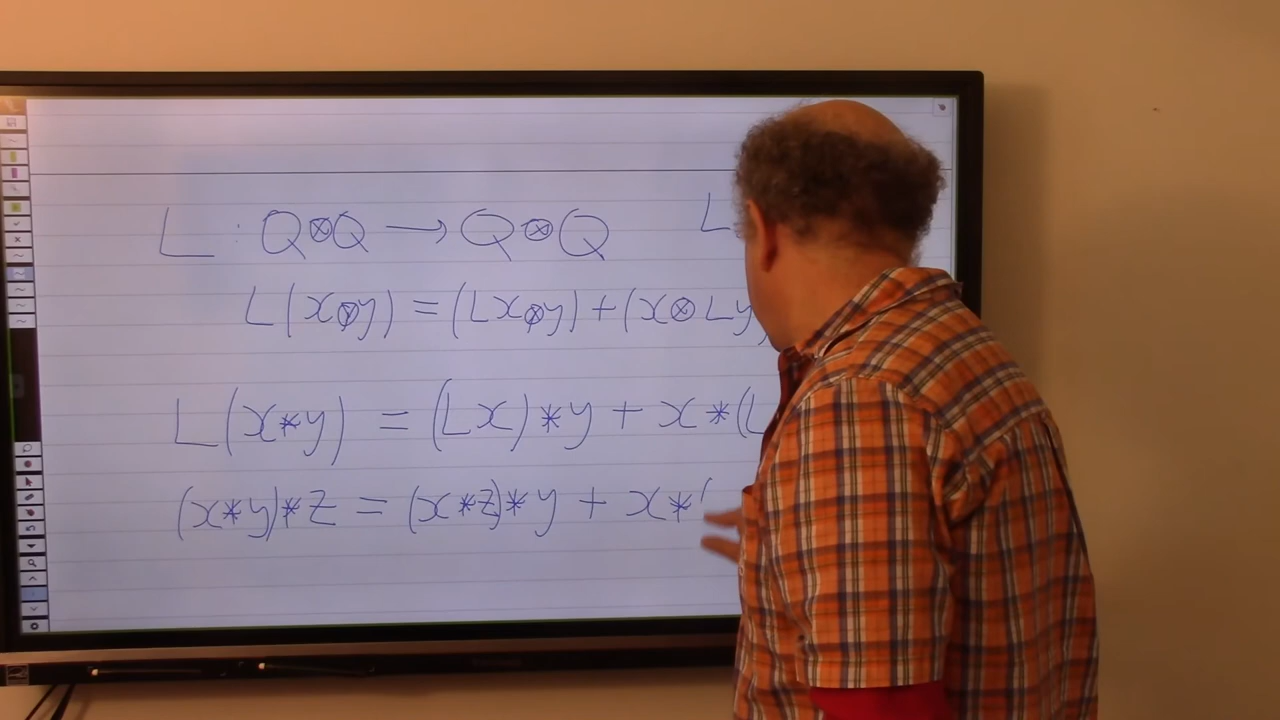 L : Q⊗Q → Q⊗Q L
L(x⊗y) = (Lx⊗y) + (x⊗Ly)
L(x*y) = (Lx)*y + x*(L
(x*y)*z = (x*z)*y + x*(